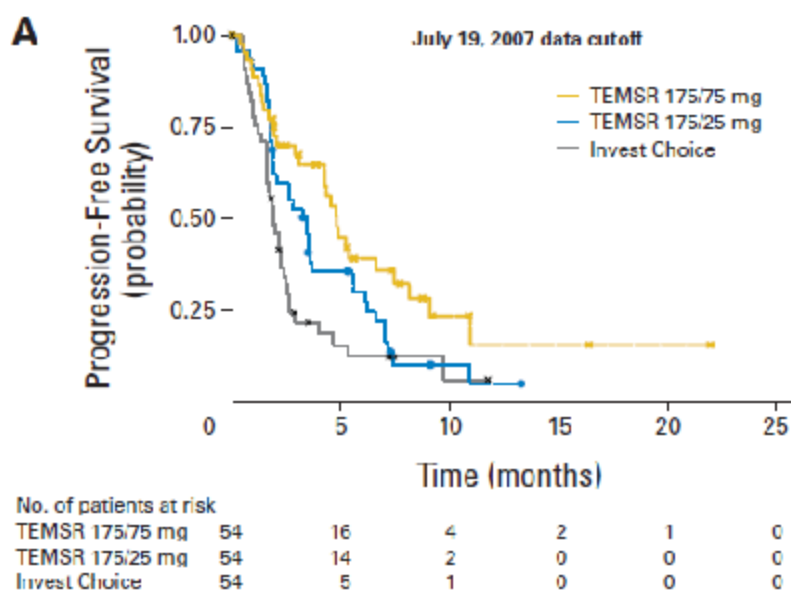 A
July 19, 2007 data cutoff
Progression-Free Survival
(probability)
1.00
0.75
0.50
0.25
TEMSR 175/75 mg
TEMSR 175/25 mg
Invest Choice
0 5 10 15 20 25
Time (months)
No. of patients at risk
TEMSR 175/75 mg 54 16 4 2 1 0
TEMSR 175/25 mg 54 14 2 0 0 0
Invest Choice 54 5 1 0 0 0